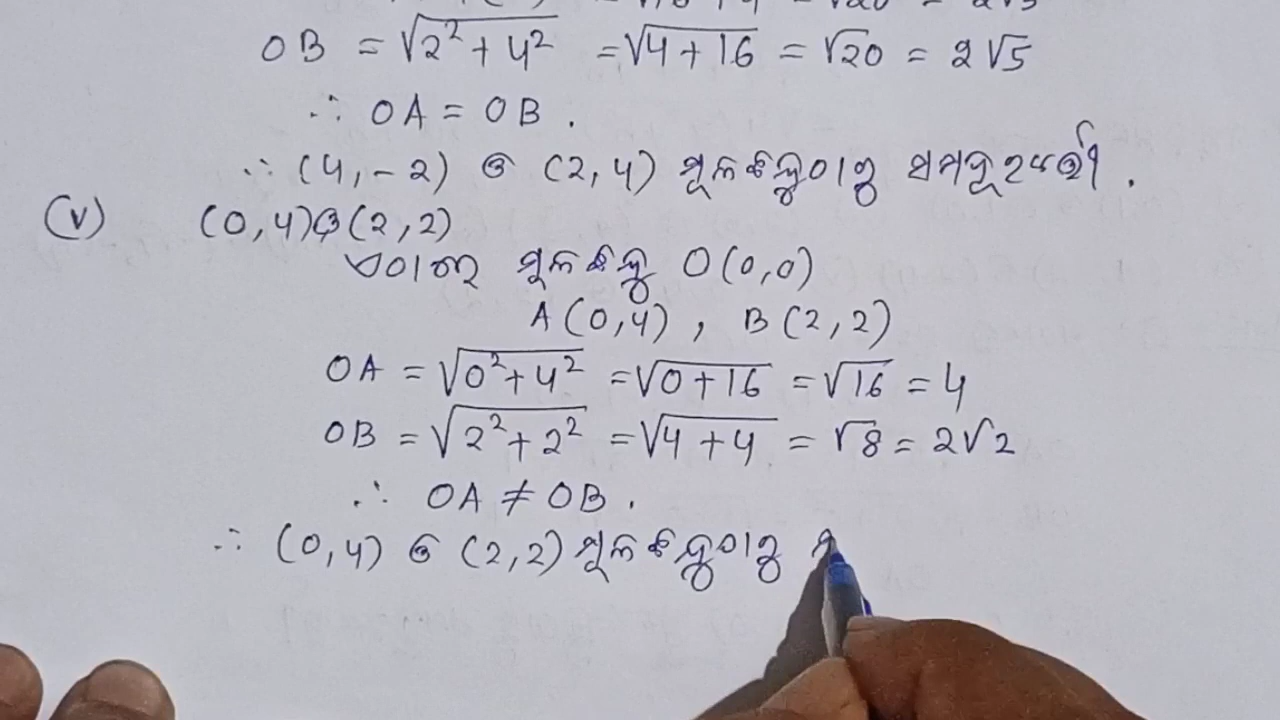 OB = √2² + 4² = √4 + 16 = √20 = 2√5
∴ OA = OB .
∴ (4, -2) ଓ (2, 4) ମୂଳବିନ୍ଦୁଠାରୁ ସମଦୂରବର୍ତ୍ତୀ .
(v) (0, 4) ଓ (2, 2)
ଏଠାରେ ମୂଳବିନ୍ଦୁ O (0, 0)
A (0, 4) , B (2, 2)
OA = √0² + 4² = √0 + 16 = √16 = 4
OB = √2² + 2² = √4 + 4 = √8 = 2√2
∴ OA ≠ OB .
∴ (0, 4) ଓ (2, 2) ମୂଳବିନ୍ଦୁଠାରୁ